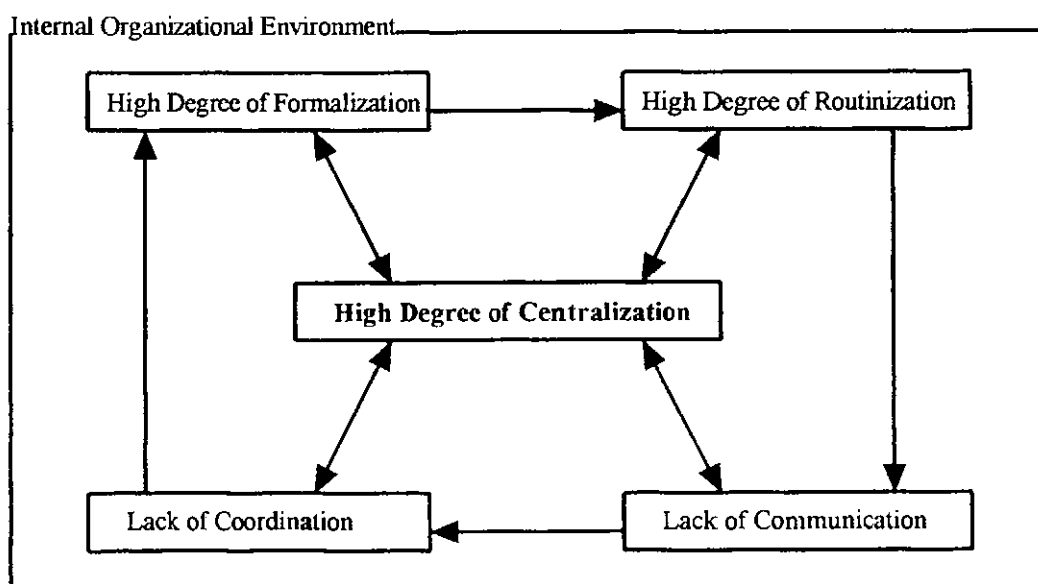 Internal Organizational Environment
High Degree of Formalization
High Degree of Routinization
High Degree of Centralization
Lack of Coordination
Lack of Communication